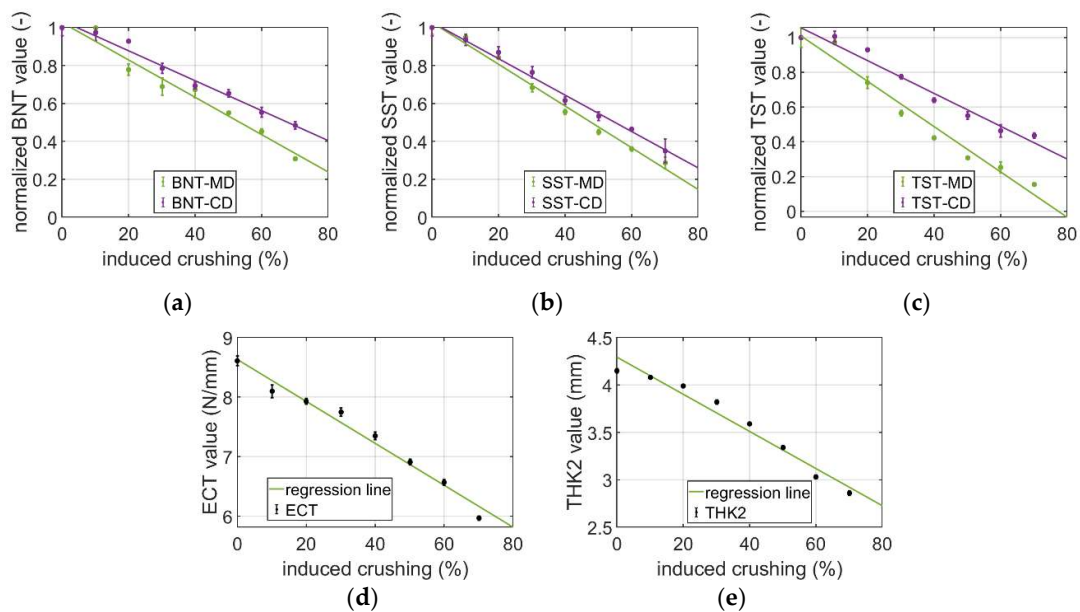 normalized BNT value (-)
1
0.8
0.6
0.4
0.2
0
BNT-MD
BNT-CD
0 20 40 60 80
induced crushing (%)
(a)
normalized SST value (-)
1
0.8
0.6
0.4
0.2
0
SST-MD
SST-CD
0 20 40 60 80
induced crushing (%)
(b)
normalized TST value (-)
1
0.8
0.6
0.4
0.2
0
TST-MD
TST-CD
0 20 40 60 80
induced crushing (%)
(c)
ECT value (N/mm)
9
8
7
6
regression line
ECT
0 20 40 60 80
induced crushing (%)
(d)
THK2 value (mm)
4.5
4
3.5
3
2.5
regression line
THK2
0 20 40 60 80
induced crushing (%)
(e)